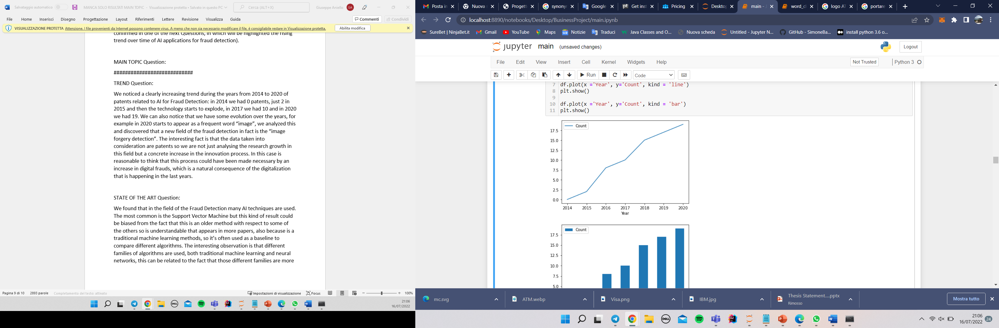 Salvataggio automatico
MANCA SOLO RISULTATI MAIN TOPIC - Visualizzazione protetta • Salvato in questo PC
Cerca (ALT+X)
Giuseppe Aniello
GA
File Home Inserisci Disegno Progettazione Layout Riferimenti Lettere Revisione Visualizza Guida
Commenti
Condividi
VISUALIZZAZIONE PROTETTA Attenzione. I file provenienti da Internet possono contenere virus. A meno che non sia necessario modificare il file, è consigliabile restare in Visualizzazione protetta.
Abilita modifica
confirmed in one of the next Questions, in which will be highlighted the rising
trend over time of AI applications for fraud detection).
MAIN TOPIC Question:
############################
TREND Question:
We noticed a clearly increasing trend during the years from 2014 to 2020 of
patents related to AI for Fraud Detection: in 2014 we had 0 patents, just 2 in
2015 and then the technology starts to explode, in 2017 we had 10 and in 2020
we had 19. We can also notice that we have some evolution over the years, for
example in 2020 starts to appear as a frequent word “image”, we analyzed this
and discovered that a new field of the fraud detection in fact is the “image
forgery detection”. The interesting fact is that the data taken into
consideration are patents so we are not just analysing the research growth in
this field but a concrete increase in the innovation process. In this case is
reasonable to think that this process could have been made necessary by an
increase in digital frauds, which is a natural consequence of the digitalization
that is happening in the last years.
STATE OF THE ART Question:
We found that in the field of the Fraud Detection many AI techniques are used.
The most common is the Support Vector Machine but this kind of result could
be biased from the fact that this is an older method with respect to some of
the others so is understandable that appears in more papers, also because is a
traditional machine learning methods, so it’s often used as a baseline to
compare different algorithms. The interesting observation is that different
families of algorithms are used, both traditional machine learning and neural
networks, this can be related to the fact that those different families are more
Pagina 9 di 10 2893 parole Completamento del testo: attivato
Impostazioni di visualizzazione Focus
100%
21:06
16/07/2022
Posta in Nuova s Progett synonyr Google Get inst Pricing Desktop main - J word_cl logo AT portare
localhost:8890/notebooks/Desktop/BusinessProject/main.ipynb
SureBet | NinjaBet.it Gmail YouTube Maps Notizie Traduci Java Classes and O... Nuova scheda Untitled - Jupyter N... GitHub - SimoneBa... install python 3.6 o...
jupyter main (unsaved changes)
Logout
File Edit View Insert Cell Kernel Widgets Help
Not Trusted
Python 3
Run
Code
7 df.plot(x ='Year', y='Count', kind = 'line')
8 plt.show()
9
10 df.plot(x ='Year', y='Count', kind = 'bar')
11 plt.show()
Count
17.5
15.0
12.5
10.0
7.5
5.0
2.5
0.0
2014 2015 2016 2017 2018 2019 2020
Year
Count
17.5
15.0
12.5
10.0
7.5
5.0
mc.svg
ATM.webp
Visa.png
IBM.jpg
Thesis Statement....pptx
Rimosso
Mostra tutto
DELL
21:06
16/07/2022
24